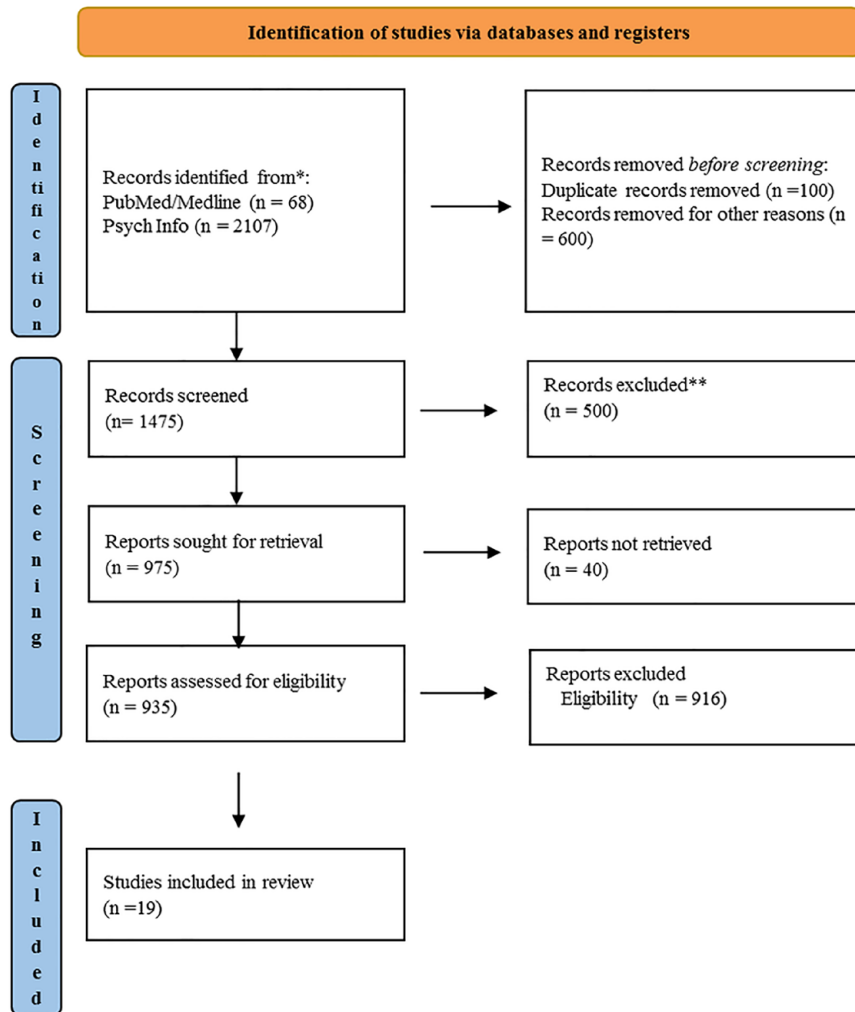 Identification of studies via databases and registers
Identification
Records identified from*:
PubMed/Medline (n = 68)
Psych Info (n = 2107)
Records removed before screening:
Duplicate records removed (n =100)
Records removed for other reasons (n
= 600)
Screening
Records screened
(n= 1475)
Records excluded**
(n = 500)
Reports sought for retrieval
(n = 975)
Reports not retrieved
(n = 40)
Reports assessed for eligibility
(n = 935)
Reports excluded
Eligibility (n = 916)
Included
Studies included in review
(n =19)